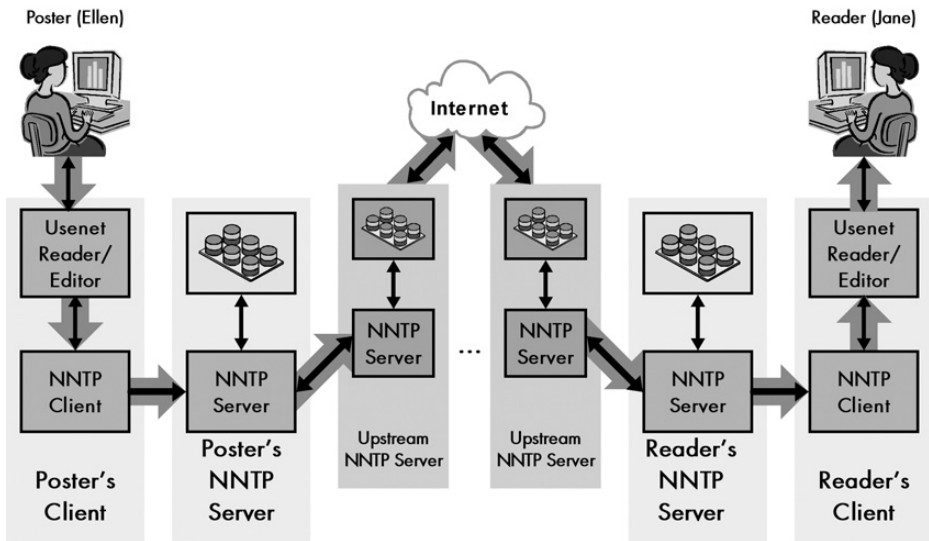 Poster (Ellen)
Reader (Jane)
Internet
Usenet
Reader/
Editor
Usenet
Reader/
Editor
NNTP
Client
NNTP
Server
NNTP
Server
...
NNTP
Server
NNTP
Server
NNTP
Client
Poster's
Client
Poster's
NNTP
Server
Upstream
NNTP Server
Upstream
NNTP Server
Reader's
NNTP
Server
Reader's
Client